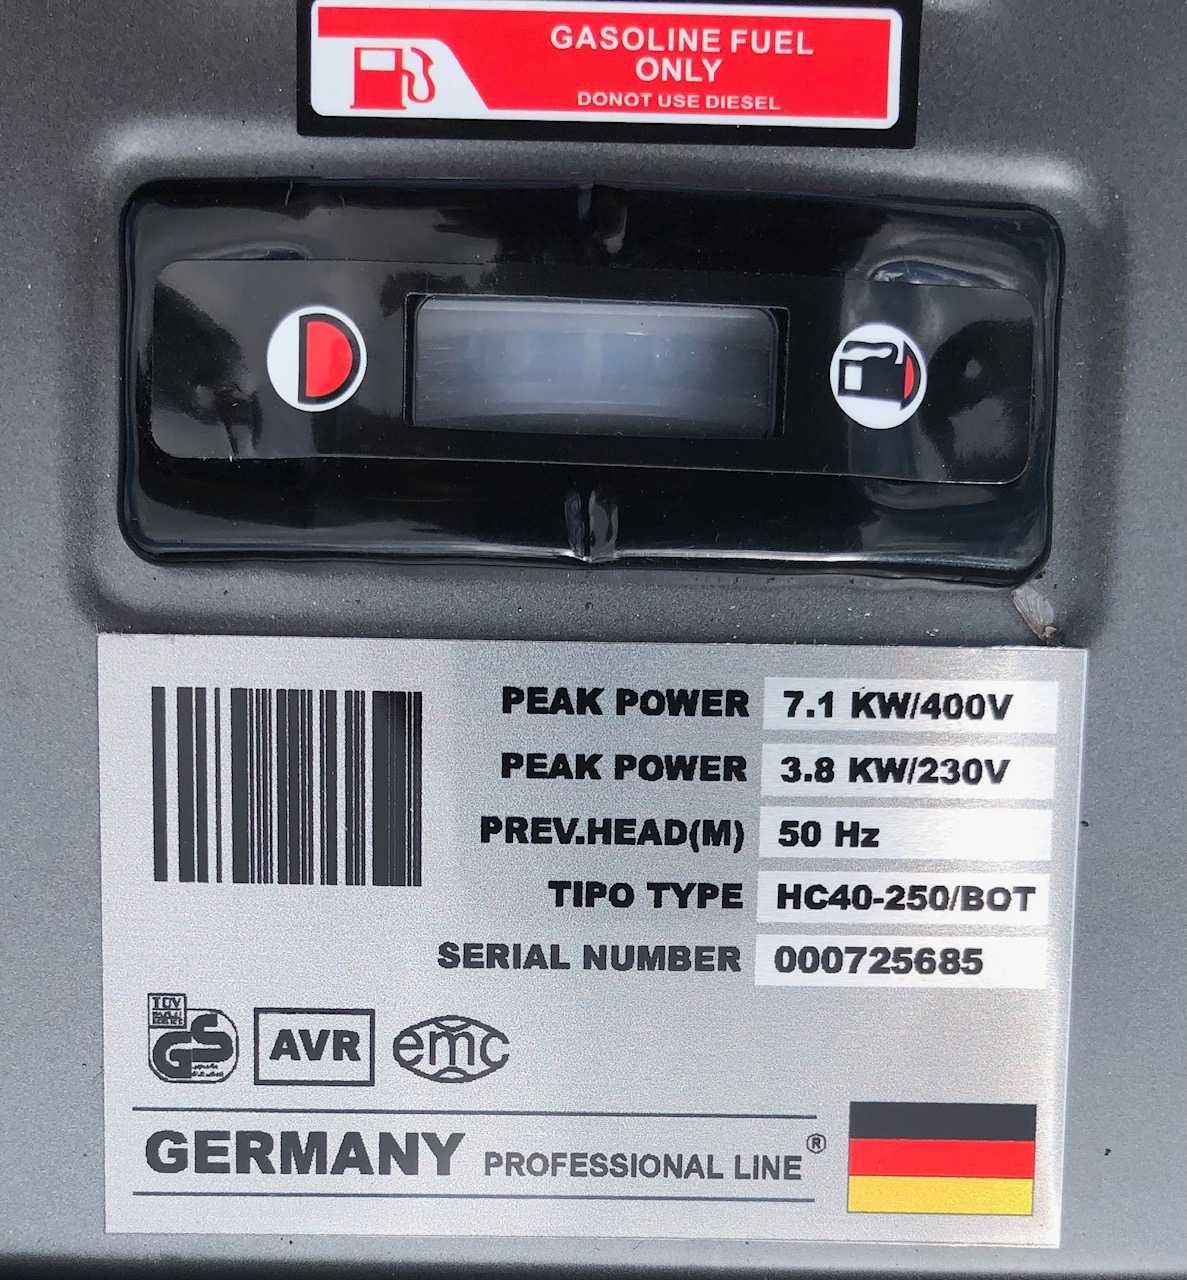 GASOLINE FUEL
ONLY
DONOT USE DIESEL
PEAK POWER 7.1 KW/400V
PEAK POWER 3.8 KW/230V
PREV.HEAD(M) 50 Hz
TIPO TYPE HC40-250/BOT
SERIAL NUMBER 000725685
TÜV
GS AVR emc
GERMANY PROFESSIONAL LINE®